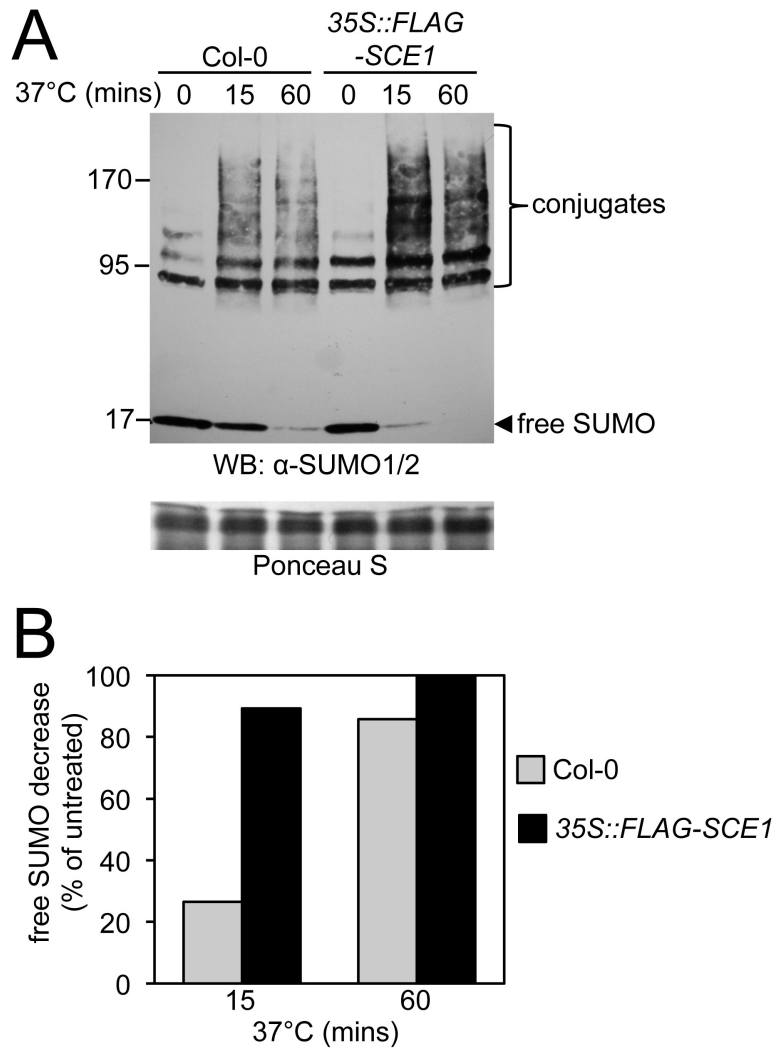 A
Col-0
35S::FLAG
-SCE1
37°C (mins) 0 15 60 0 15 60
170
conjugates
95
17
free SUMO
WB: α-SUMO1/2
Ponceau S
B
free SUMO decrease
(% of untreated)
100
80
60
40
20
0
15 60
37°C (mins)
Col-0
35S::FLAG-SCE1